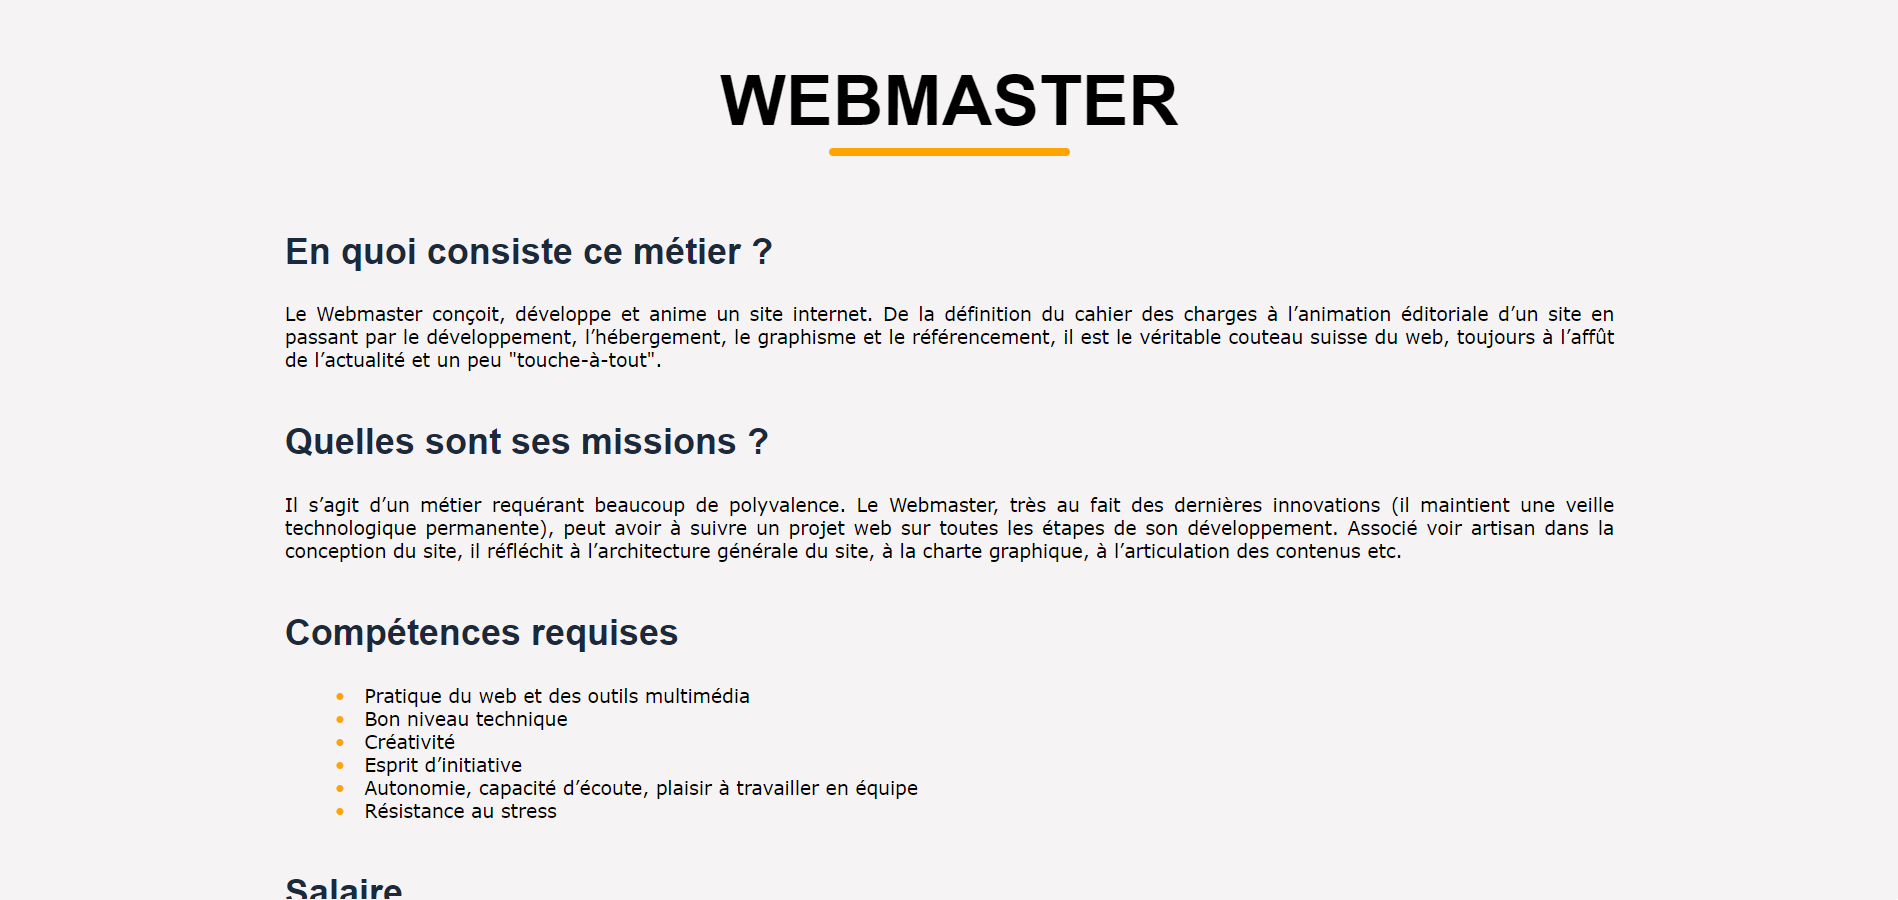 WEBMASTER
En quoi consiste ce métier ?
Le Webmaster conçoit, développe et anime un site internet. De la définition du cahier des charges à l’animation éditoriale d’un site en
passant par le développement, l’hébergement, le graphisme et le référencement, il est le véritable couteau suisse du web, toujours à l’affût
de l’actualité et un peu "touche-à-tout".
Quelles sont ses missions ?
Il s’agit d’un métier requérant beaucoup de polyvalence. Le Webmaster, très au fait des dernières innovations (il maintient une veille
technologique permanente), peut avoir à suivre un projet web sur toutes les étapes de son développement. Associé voir artisan dans la
conception du site, il réfléchit à l’architecture générale du site, à la charte graphique, à l’articulation des contenus etc.
Compétences requises
• Pratique du web et des outils multimédia
• Bon niveau technique
• Créativité
• Esprit d’initiative
• Autonomie, capacité d’écoute, plaisir à travailler en équipe
• Résistance au stress
Salaire